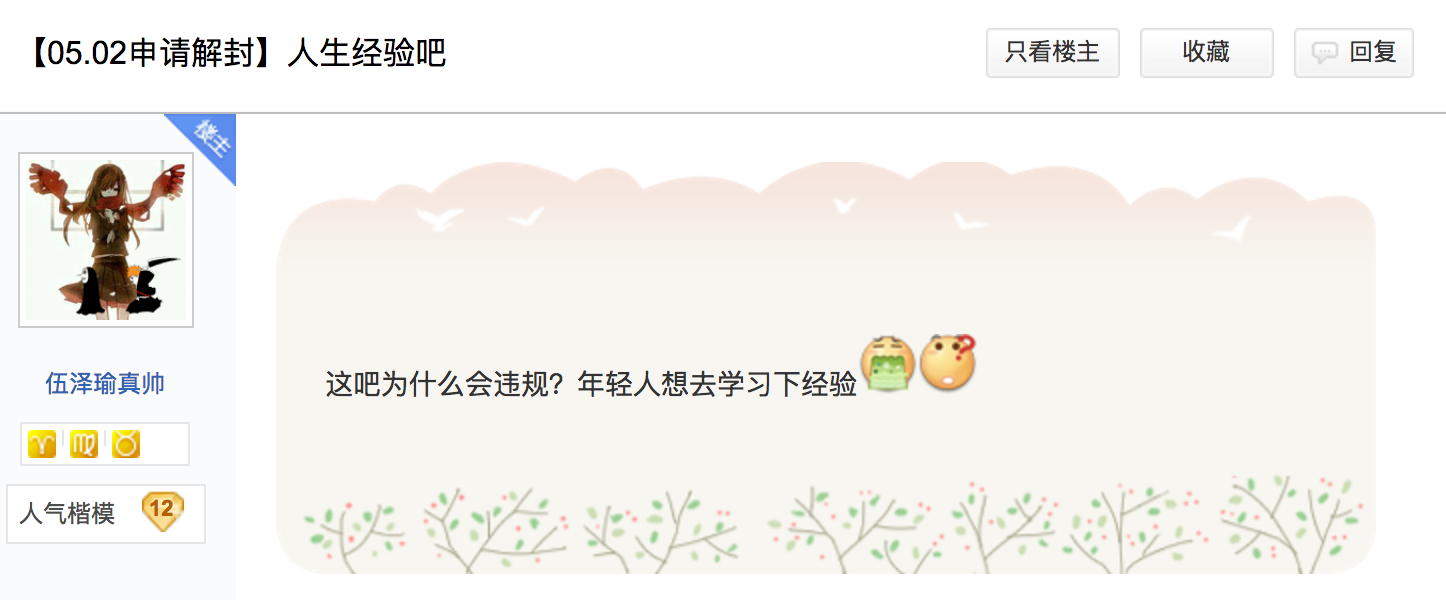 【05.02申请解封】人生经验吧
只看楼主
收藏
回复
楼主
伍泽瑜真帅
人气楷模 12
这吧为什么会违规？年轻人想去学习下经验